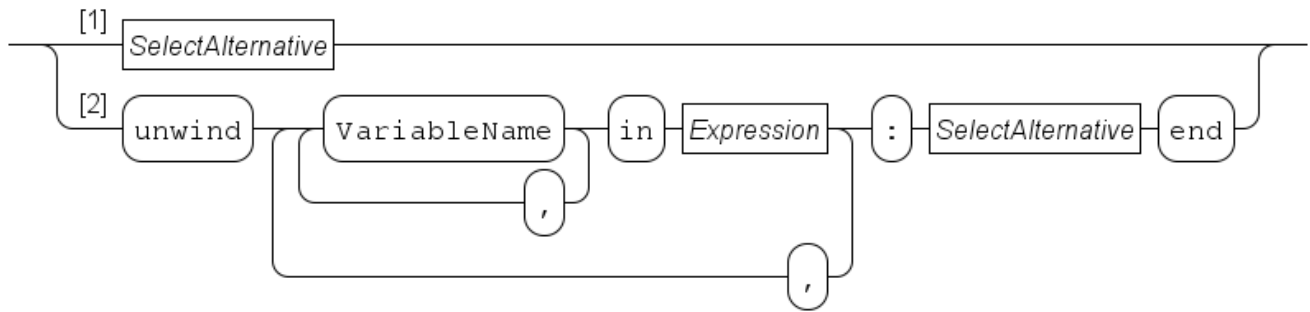 [1] SelectAlternative
[2] unwind VariableName in Expression : SelectAlternative end
,
,